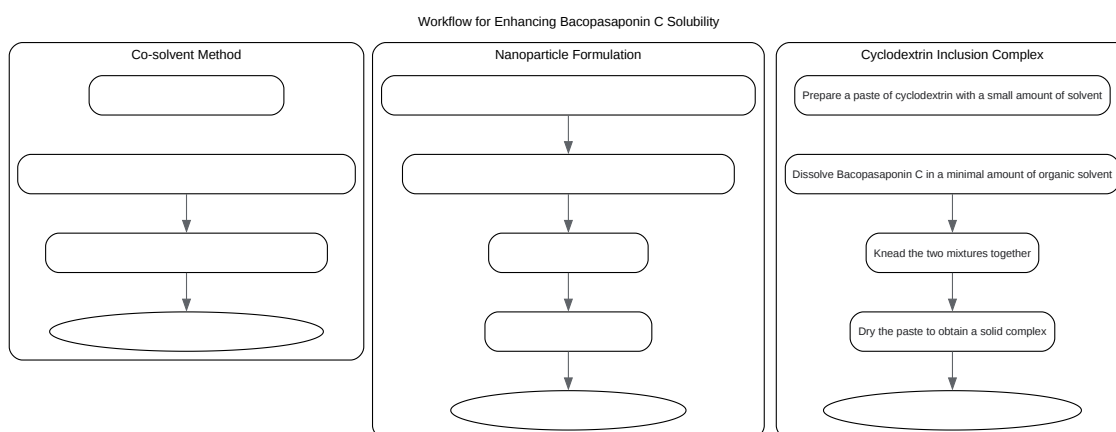 Workflow for Enhancing Bacopasaponin C Solubility
Co-solvent Method
Nanoparticle Formulation
Cyclodextrin Inclusion Complex
Prepare a paste of cyclodextrin with a small amount of solvent
Dissolve Bacopasaponin C in a minimal amount of organic solvent
Knead the two mixtures together
Dry the paste to obtain a solid complex